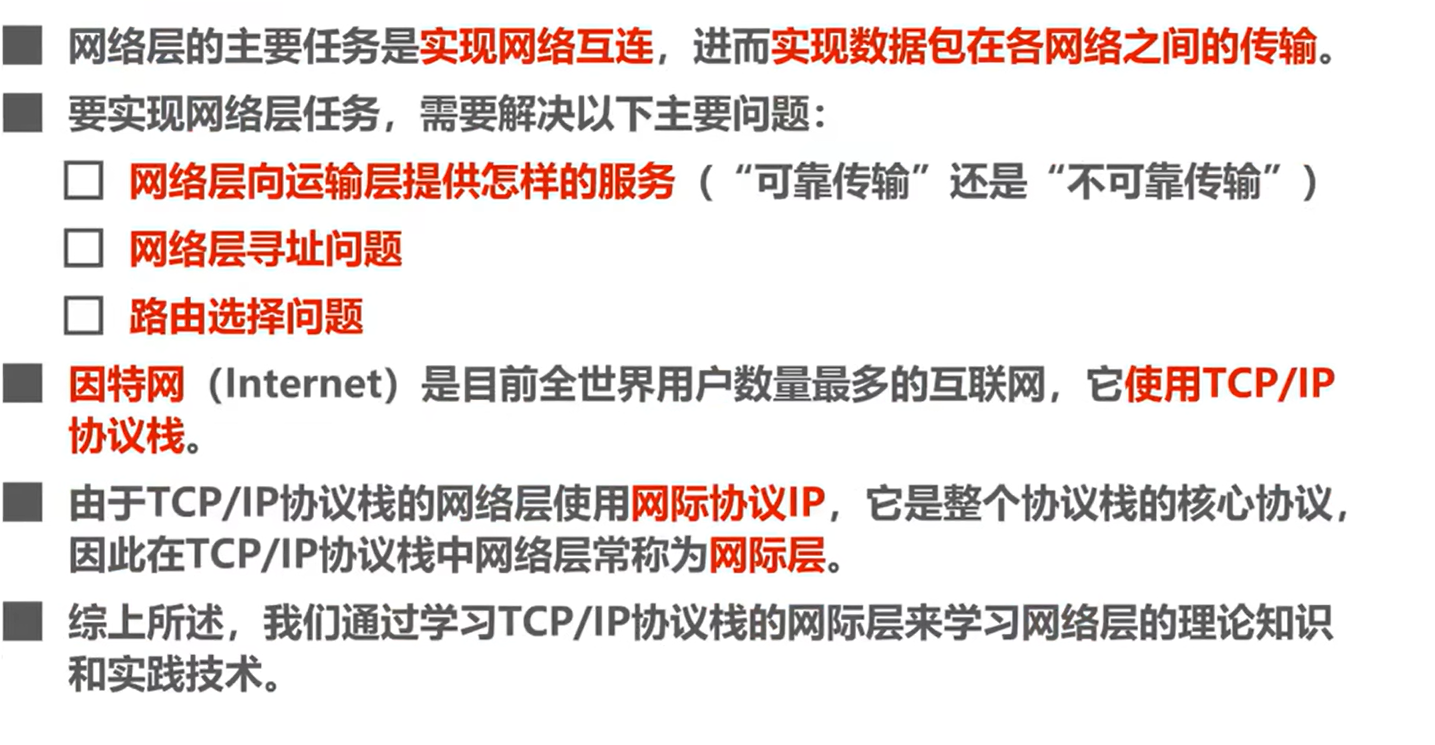 网络层的主要任务是实现网络互连，进而实现数据包在各网络之间的传输。
要实现网络层任务，需要解决以下主要问题：
网络层向运输层提供怎样的服务（“可靠传输”还是“不可靠传输”）
网络层寻址问题
路由选择问题
因特网（Internet）是目前全世界用户数量最多的互联网，它使用TCP/IP
协议栈。
由于TCP/IP协议栈的网络层使用网际协议IP，它是整个协议栈的核心协议，
因此在TCP/IP协议栈中网络层常称为网际层。
综上所述，我们通过学习TCP/IP协议栈的网际层来学习网络层的理论知识
和实践技术。